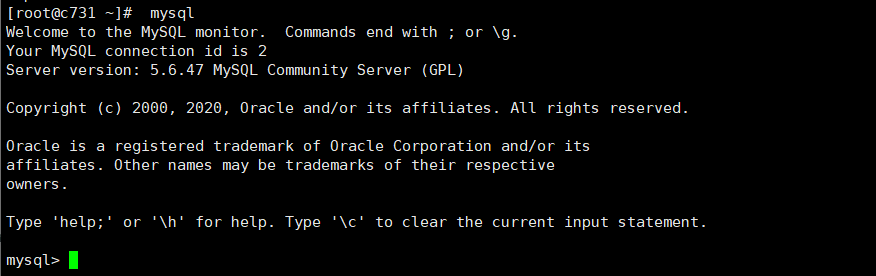 [root@c731 ~]#  mysql
Welcome to the MySQL monitor.  Commands end with ; or \g.
Your MySQL connection id is 2
Server version: 5.6.47 MySQL Community Server (GPL)
Copyright (c) 2000, 2020, Oracle and/or its affiliates. All rights reserved.
Oracle is a registered trademark of Oracle Corporation and/or its
affiliates. Other names may be trademarks of their respective
owners.
Type 'help;' or '\h' for help. Type '\c' to clear the current input statement.
mysql>